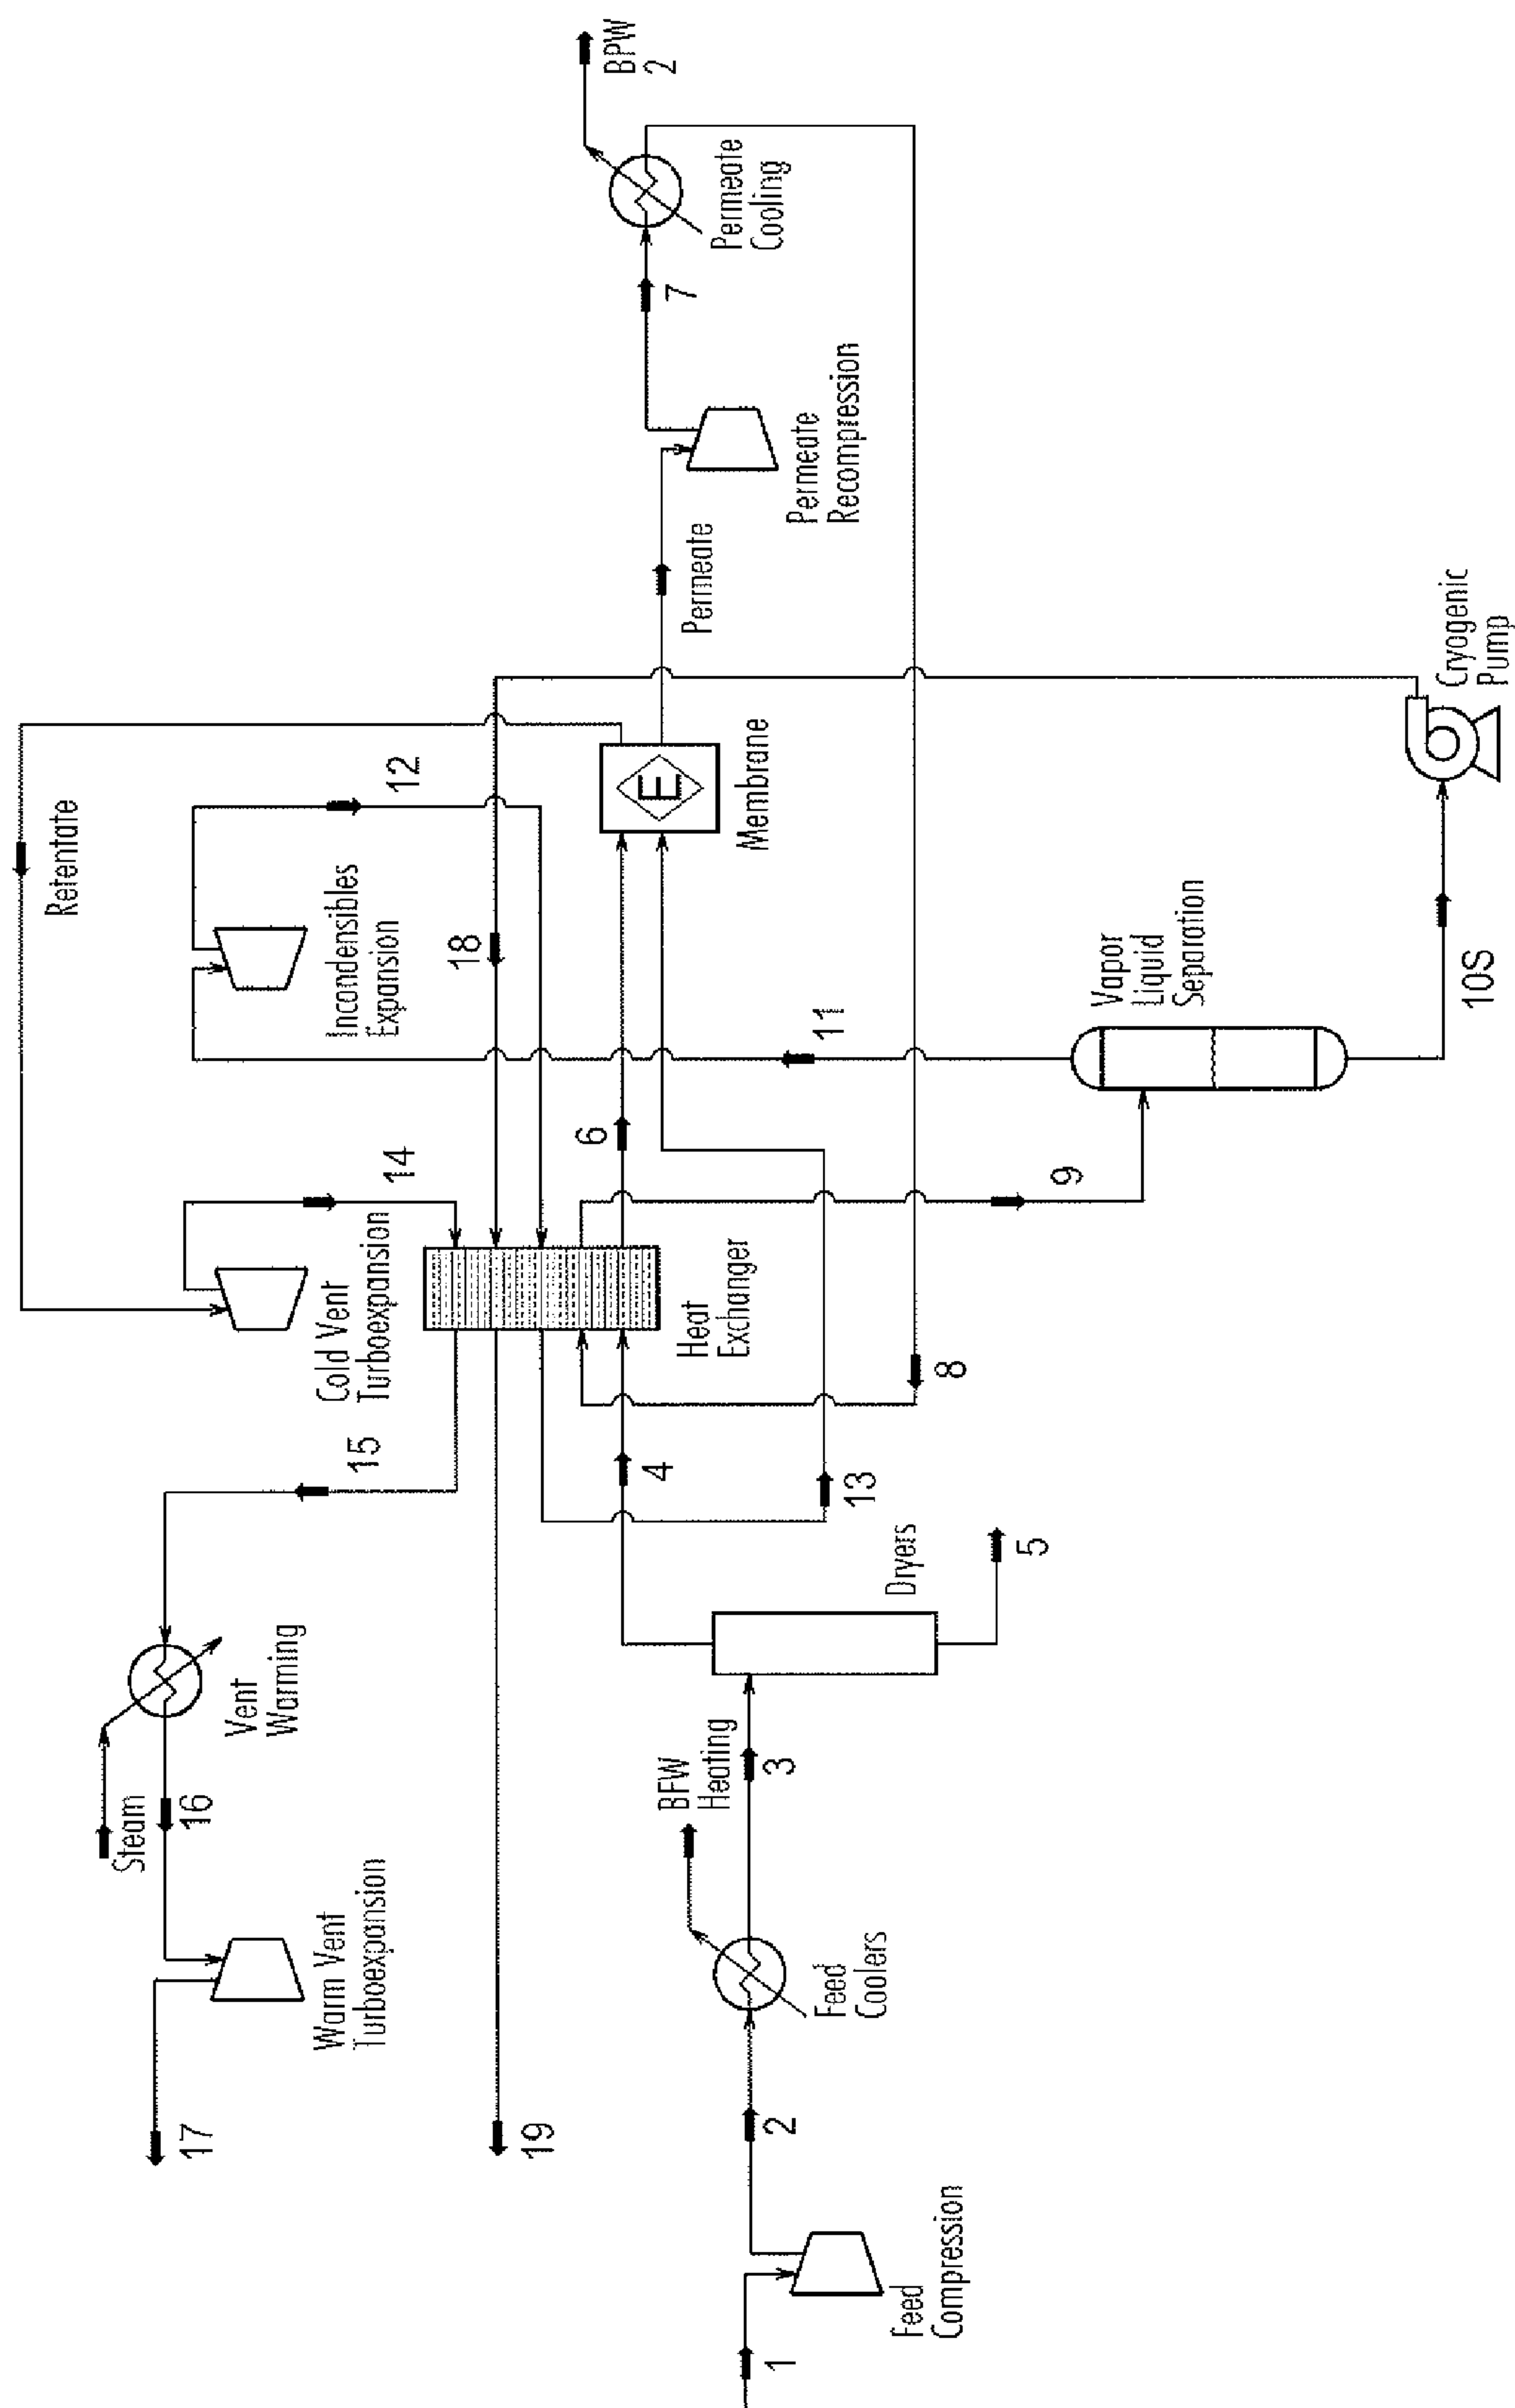 Retentate
12
Incondensibles
Expansion
14
Cold Vent
Turboexpansion
15
Steam
Vent
Warming
16
Warm Vent
Turboexpansion
17
18
19
BPW
2
Permeate
Cooling
7
Permeate
Recompression
Permeate
E
Membrane
6
Heat
Exchanger
11
9
8
4
13
Dryers
5
BFW
Heating
3
Feed
Coolers
2
Feed
Compression
1
Vapor
Liquid
Separation
10S
Cryogenic
Pump